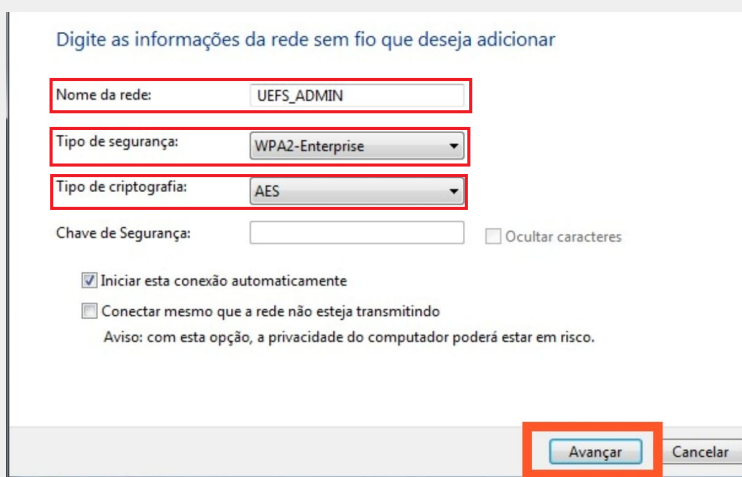 Digite as informações da rede sem fio que deseja adicionar
Nome da rede: UEFS_ADMIN
Tipo de segurança: WPA2-Enterprise
Tipo de criptografia: AES
Chave de Segurança: Ocultar caracteres
Iniciar esta conexão automaticamente
Conectar mesmo que a rede não esteja transmitindo
Aviso: com esta opção, a privacidade do computador poderá estar em risco.
Avançar Cancelar